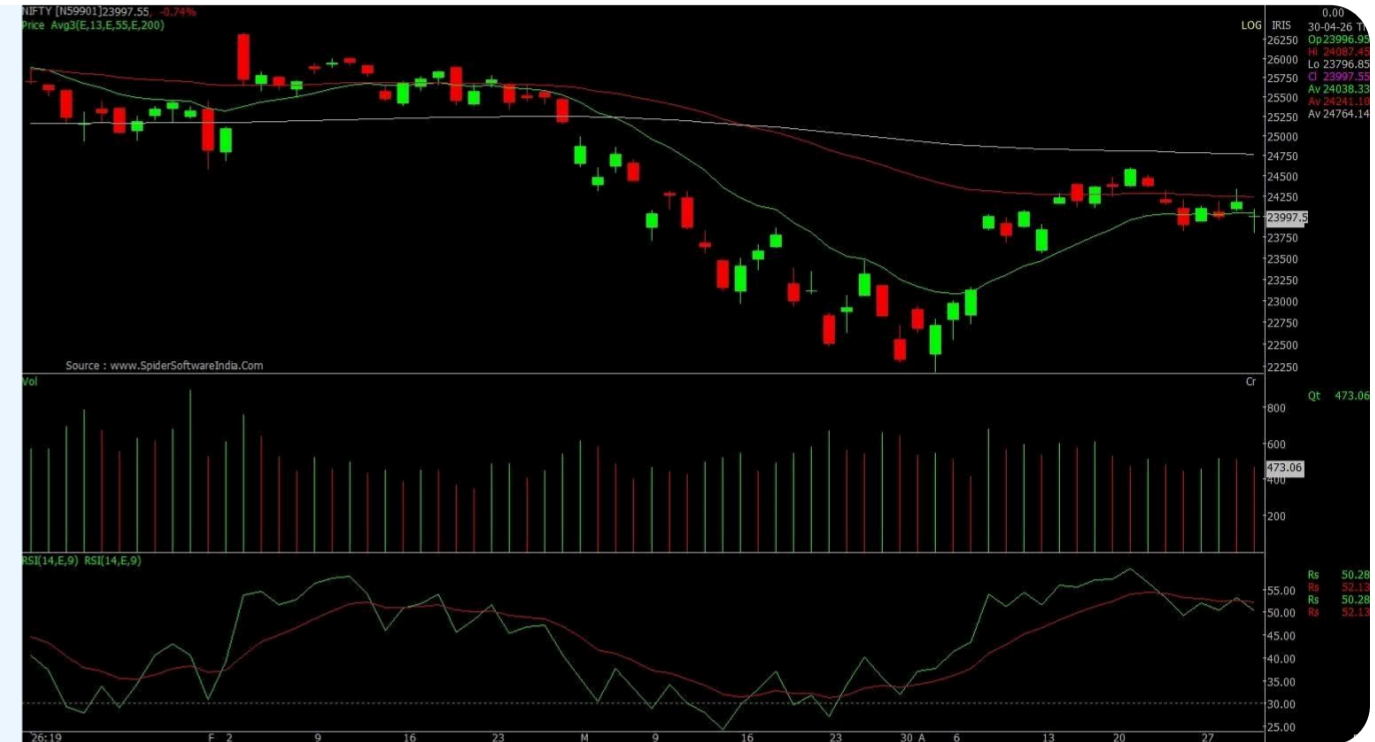 NIFTY [N59901]23997.55, -0.74%
Price Avg3(E,13,E,55,E,200)
LOG
IRIS
0.00
30-04-26 T
Op 23996.95
Hi 24087.45
Lo 23796.85
Cl 23997.55
Av 24038.33
Av 24241.10
Av 24764.14
26250
26000
25750
25500
25250
25000
24750
24500
24250
23997.5
23750
23500
23250
23000
22750
22500
22250
Source : www.SpiderSoftwareIndia.Com
Vol
Cr
Qt 473.06
800
600
473.06
400
200
RSI(14,E,9) RSI(14,E,9)
Rs 50.28
Rs 52.13
Rs 50.28
Rs 52.13
55.00
50.00
45.00
40.00
35.00
30.00
25.00
'26:19 F 2 9 16 23 M 9 16 23 30 A 6 13 20 27